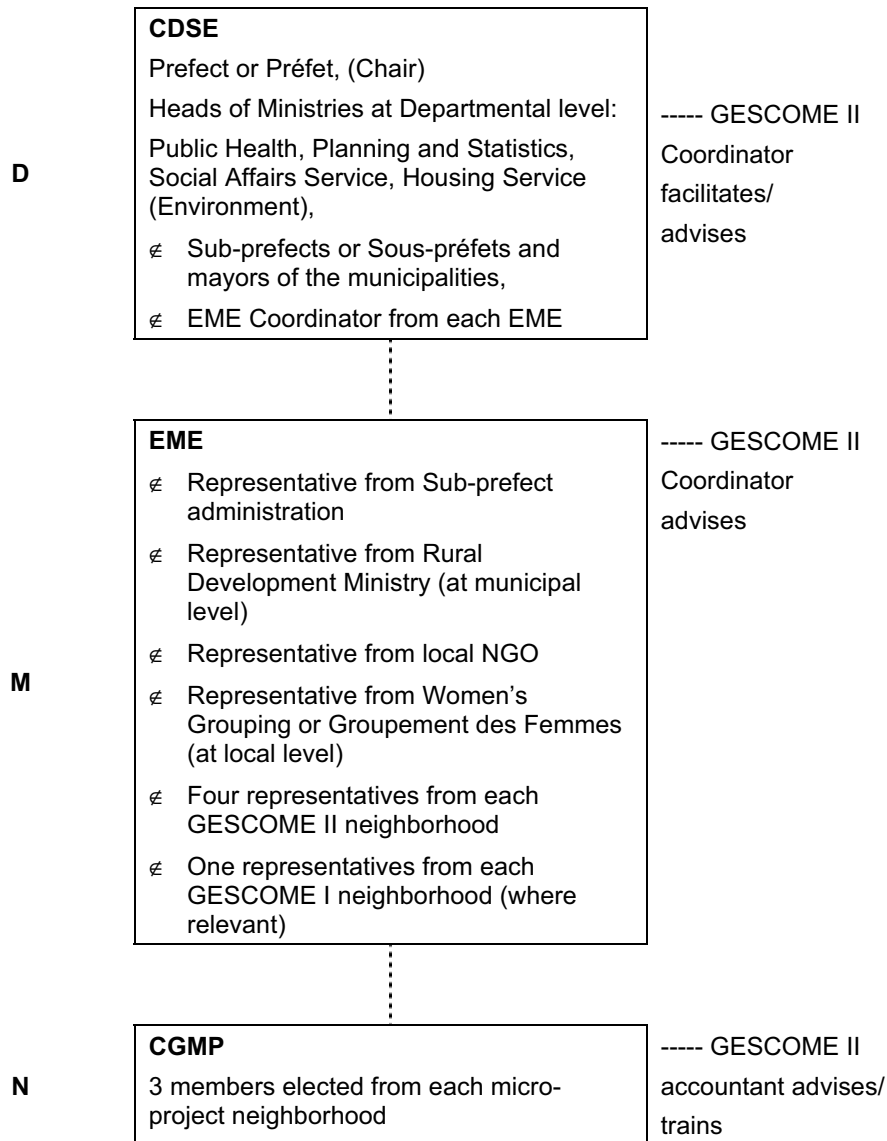 CDSE
Prefect or Préfet, (Chair)
Heads of Ministries at Departmental level:
Public Health, Planning and Statistics,
Social Affairs Service, Housing Service
(Environment),
∉ Sub-prefects or Sous-préfets and
mayors of the municipalities,
∉ EME Coordinator from each EME
D
----- GESCOME II
Coordinator
facilitates/
advises
EME
∉ Representative from Sub-prefect
administration
∉ Representative from Rural
Development Ministry (at municipal
level)
∉ Representative from local NGO
∉ Representative from Women's
Grouping or Groupement des Femmes
(at local level)
∉ Four representatives from each
GESCOME II neighborhood
∉ One representatives from each
GESCOME I neighborhood (where
relevant)
M
----- GESCOME II
Coordinator
advises
CGMP
3 members elected from each micro-
project neighborhood
N
----- GESCOME II
accountant advises/
trains